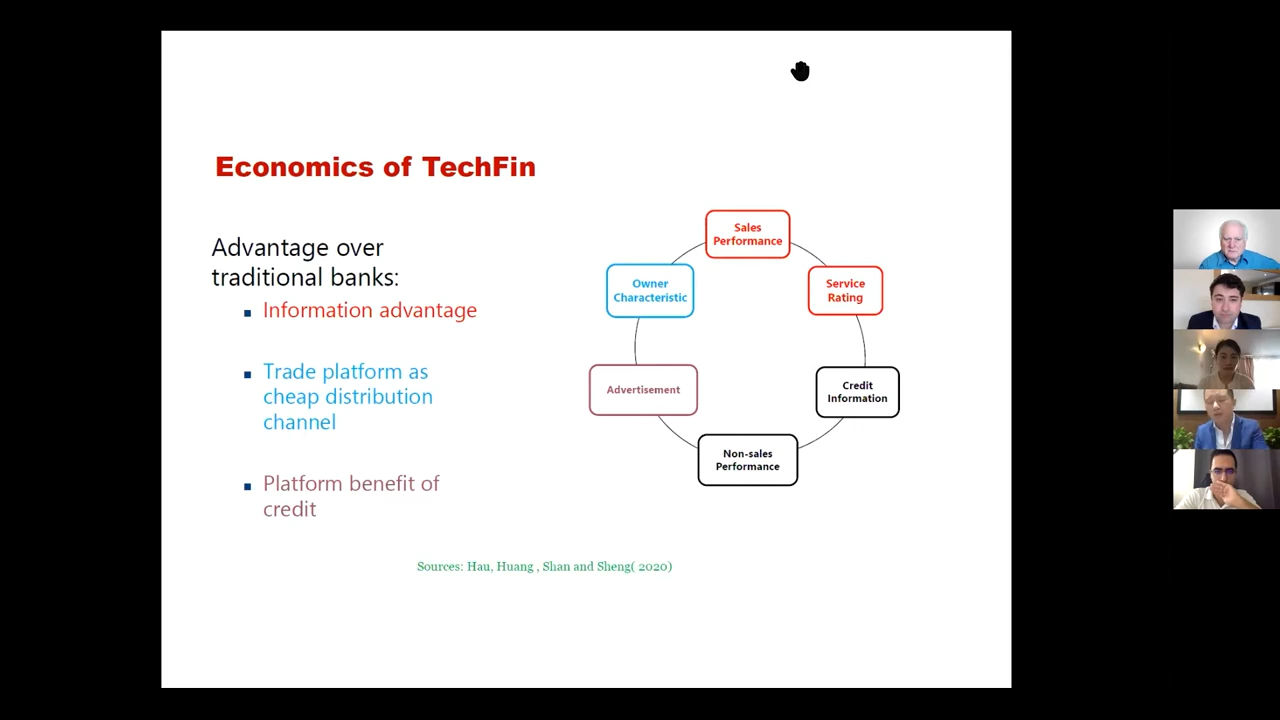 Economics of TechFin
Advantage over
traditional banks:
Information advantage
Trade platform as
cheap distribution
channel
Platform benefit of
credit
Sales
Performance
Owner
Characteristic
Service
Rating
Advertisement
Credit
Information
Non-sales
Performance
Sources: Hau, Huang , Shan and Sheng( 2020)